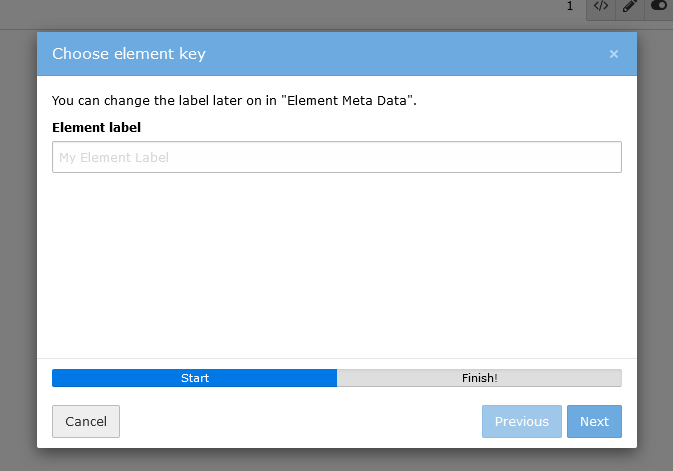 1 </>
Choose element key ×
You can change the label later on in "Element Meta Data".
Element label
My Element Label
Start Finish!
Cancel Previous Next